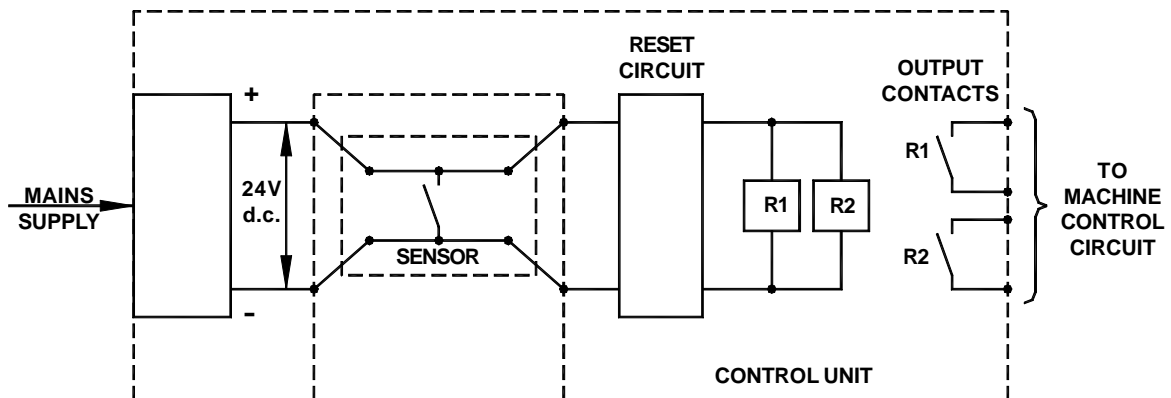 RESET
CIRCUIT
OUTPUT
CONTACTS
+
24V
d.c.
-
MAINS
SUPPLY
SENSOR
R1
R2
R1
R2
TO
MACHINE
CONTROL
CIRCUIT
CONTROL UNIT